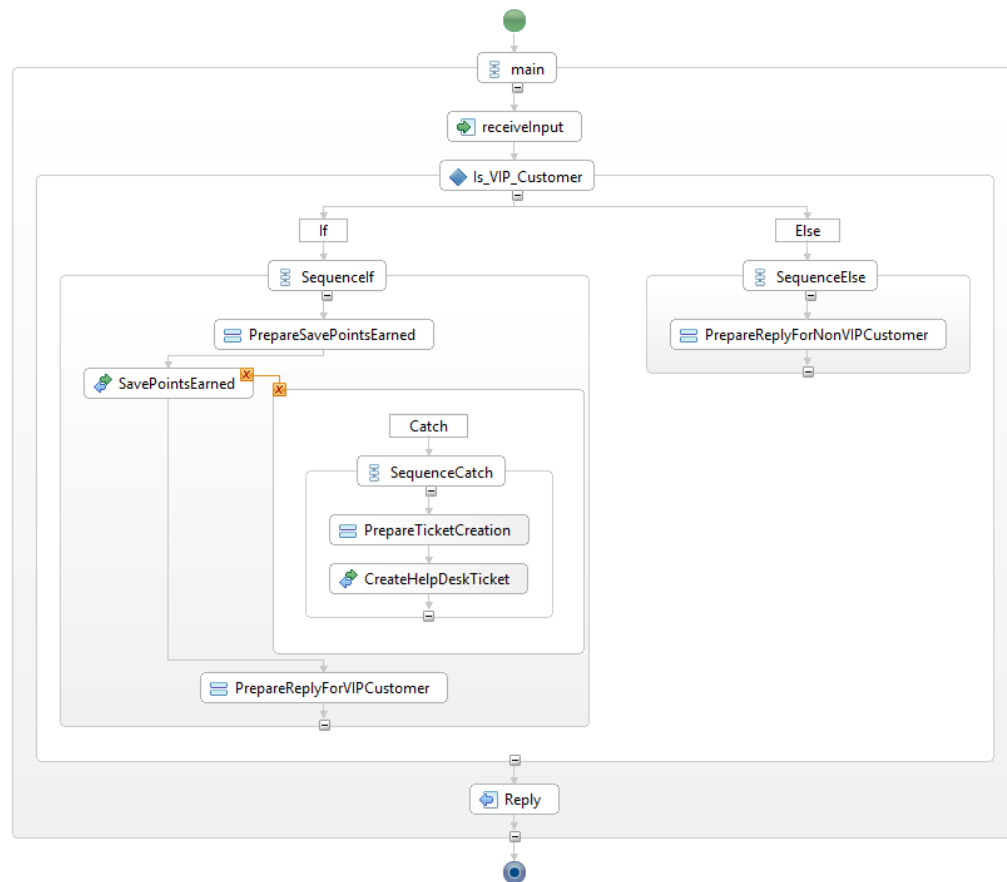 main
receiveInput
Is_VIP_Customer
If
Else
SequenceIf
SequenceElse
PrepareSavePointsEarned
PrepareReplyForNonVIPCustomer
SavePointsEarned
X
X
Catch
SequenceCatch
PrepareTicketCreation
CreateHelpDeskTicket
PrepareReplyForVIPCustomer
Reply